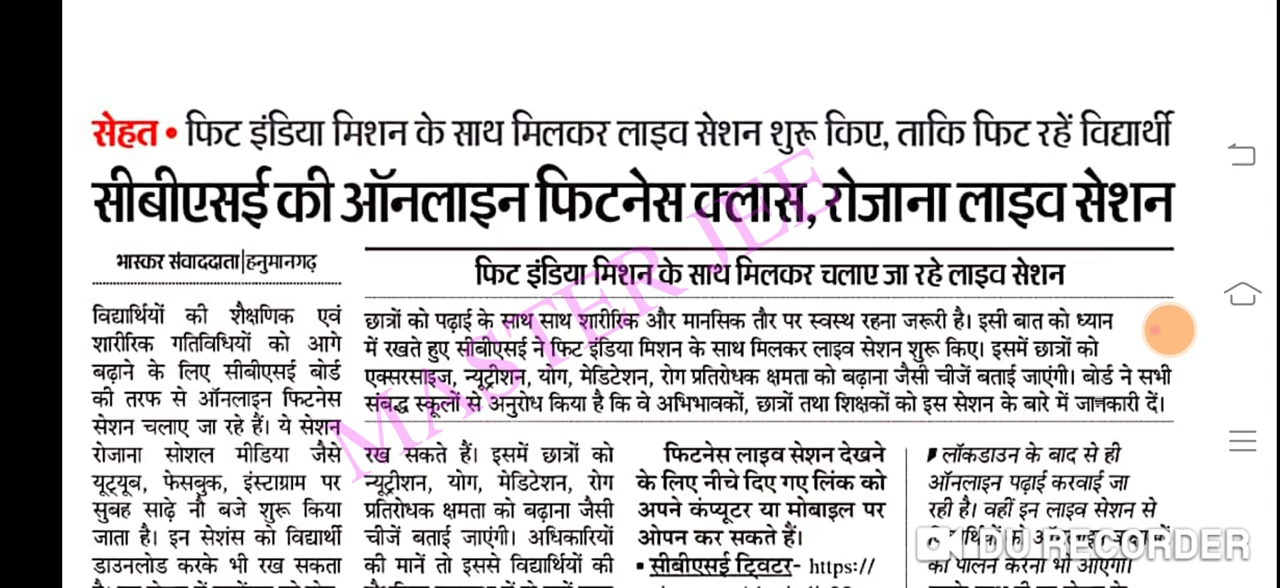 सेहत • फिट इंडिया मिशन के साथ मिलकर लाइव सेशन शुरू किए, ताकि फिट रहें विद्यार्थी
सीबीएसई की ऑनलाइन फिटनेस क्लास, रोजाना लाइव सेशन
भास्कर संवाददाता|हनुमानगढ़
विद्यार्थियों की शैक्षणिक एवं
शारीरिक गतिविधियों को आगे
बढ़ाने के लिए सीबीएसई बोर्ड
की तरफ से ऑनलाइन फिटनेस
सेशन चलाए जा रहे हैं। ये सेशन
रोजाना सोशल मीडिया जैसे
यूट्यूब, फेसबुक, इंस्टाग्राम पर
सुबह साढ़े नौ बजे शुरू किया
जाता है। इन सेशंस को विद्यार्थी
डाउनलोड करके भी रख सकता
फिट इंडिया मिशन के साथ मिलकर चलाए जा रहे लाइव सेशन
छात्रों को पढ़ाई के साथ साथ शारीरिक और मानसिक तौर पर स्वस्थ रहना जरूरी है। इसी बात को ध्यान
में रखते हुए सीबीएसई ने फिट इंडिया मिशन के साथ मिलकर लाइव सेशन शुरू किए। इसमें छात्रों को
एक्सरसाइज, न्यूट्रीशन, योग, मेडिटेशन, रोग प्रतिरोधक क्षमता को बढ़ाना जैसी चीजें बताई जाएंगी। बोर्ड ने सभी
संबद्ध स्कूलों से अनुरोध किया है कि वे अभिभावकों, छात्रों तथा शिक्षकों को इस सेशन के बारे में जानकारी दें।
रख सकते हैं। इसमें छात्रों को
न्यूट्रीशन, योग, मेडिटेशन, रोग
प्रतिरोधक क्षमता को बढ़ाना जैसी
चीजें बताई जाएंगी। अधिकारियों
की मानें तो इससे विद्यार्थियों की
फिटनेस लाइव सेशन देखने
के लिए नीचे दिए गए लिंक को
अपने कंप्यूटर या मोबाइल पर
ओपन कर सकते हैं।
• सीबीएसई ट्विटर- https://
लॉकडाउन के बाद से ही
ऑनलाइन पढ़ाई करवाई जा
रही है। वहीं इन लाइव सेशन से
का पालन करना भी आएगा।
MASTER JEE
DU RECORDER